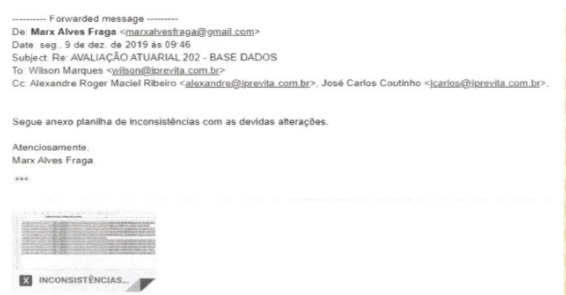 ---------- Forwarded message ---------
De: Marx Alves Fraga <marxalvesfraga@gmail.com>
Date: seg., 9 de dez. de 2019 às 09:46
Subject: Re: AVALIAÇÃO ATUARIAL 202 - BASE DADOS
To: Wilson Marques <wilson@iprevita.com.br>
Cc: Alexandre Roger Maciel Ribeiro <alexandre@iprevita.com.br>, José Carlos Coutinho <jcarlos@iprevita.com.br>,
Segue anexo planilha de inconsistências com as devidas alterações.
Atenciosamente,
Marx Alves Fraga.
***
X INCONSISTÊNCIAS...